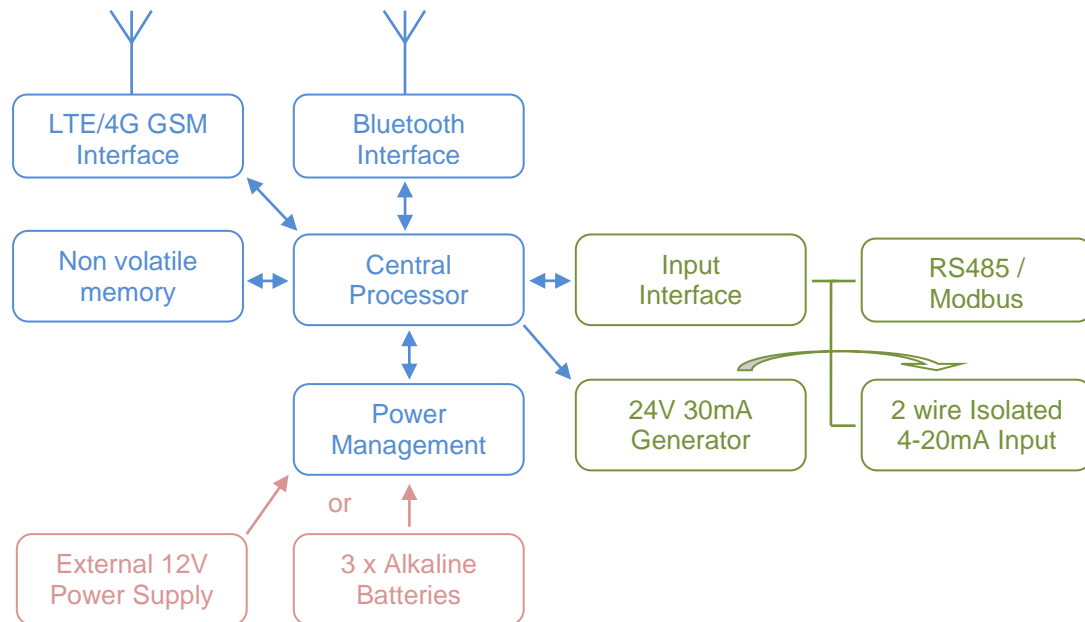 LTE/4G GSM
Interface
Bluetooth
Interface
Non volatile
memory
Central
Processor
Input
Interface
RS485 /
Modbus
Power
Management
24V 30mA
Generator
2 wire Isolated
4-20mA Input
or
External 12V
Power Supply
3 x Alkaline
Batteries